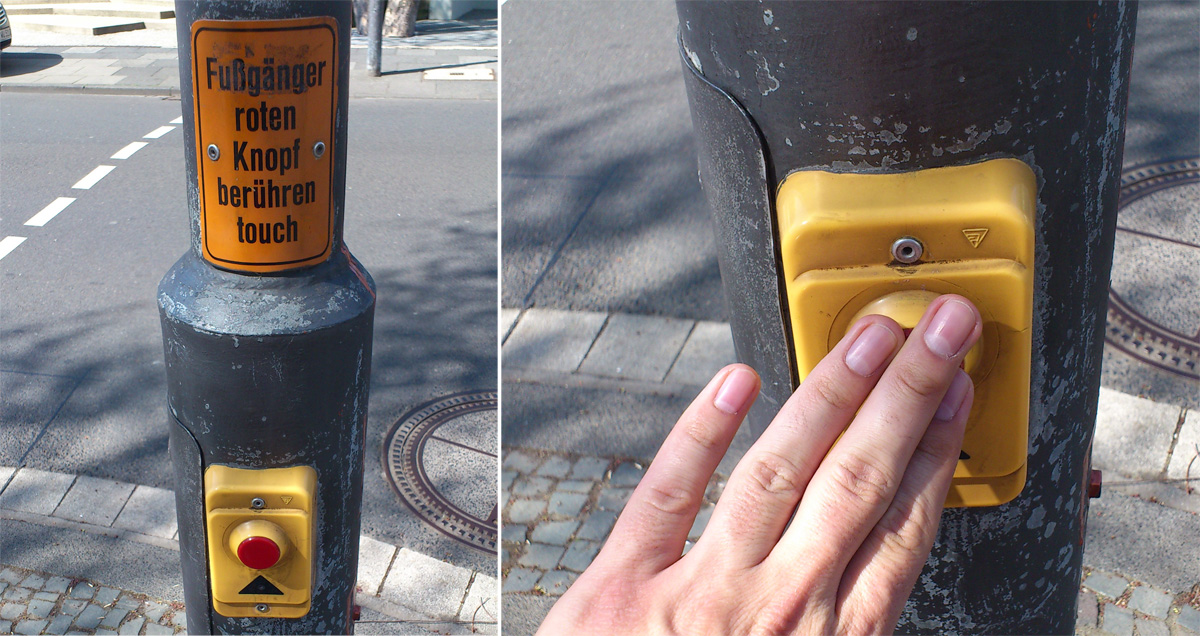 Fußgänger
roten
Knopf
berühren
touch